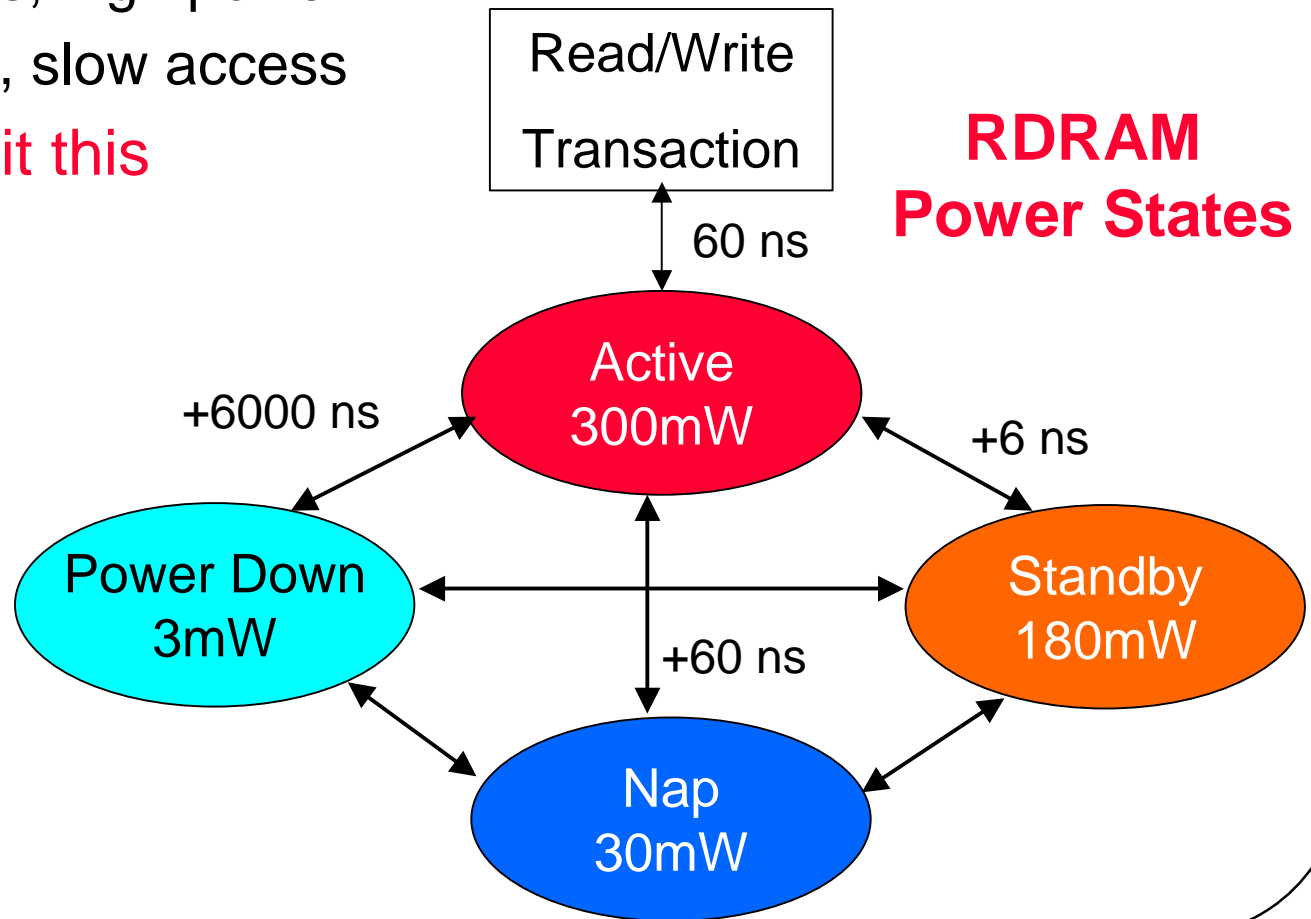 , slow access
it this
Read/Write
Transaction
RDRAM
Power States
60 ns
Active
300mW
+6000 ns
+6 ns
Power Down
3mW
Standby
180mW
+60 ns
Nap
30mW